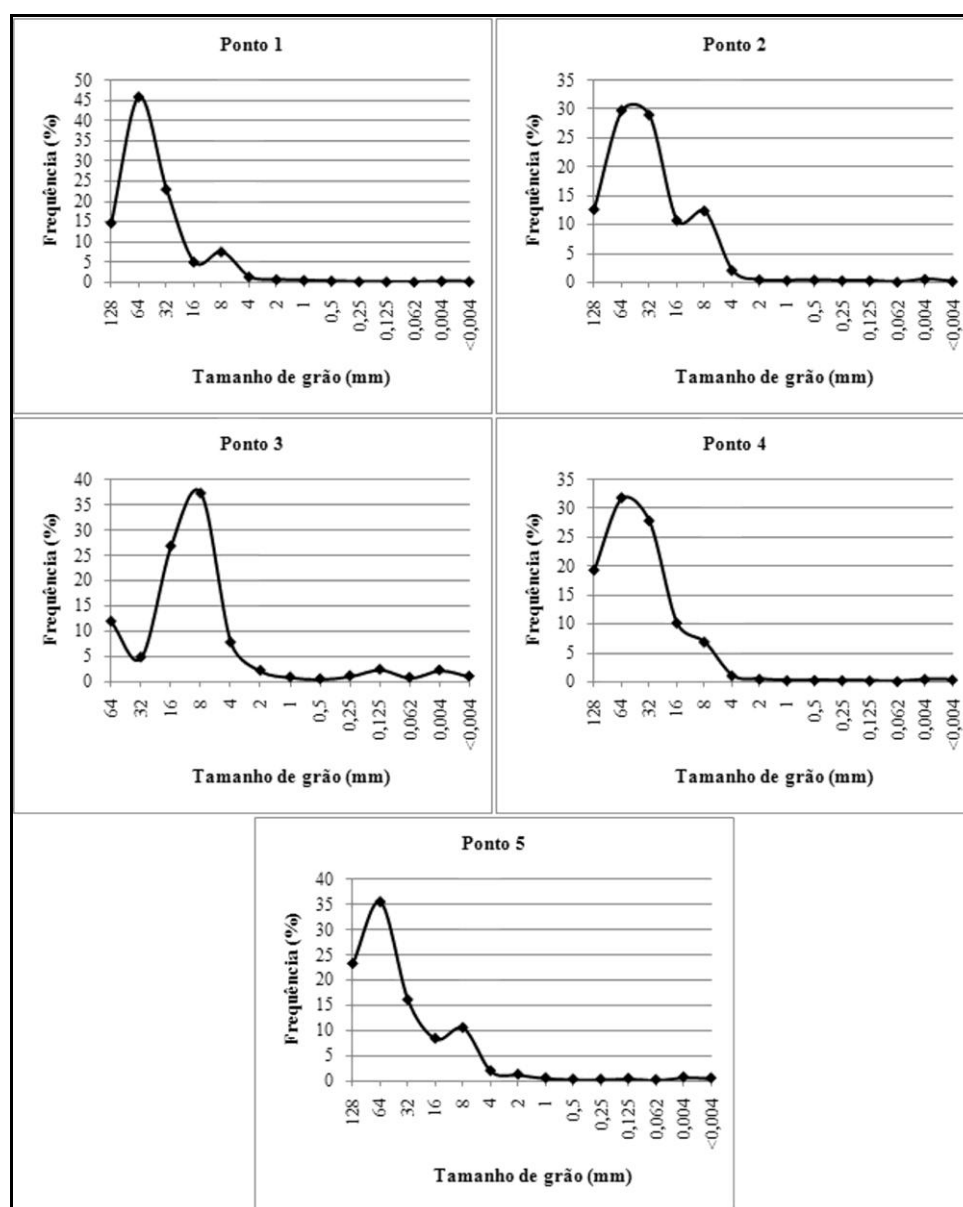 Ponto 1
Frequência (%)
50
45
40
35
30
25
20
15
10
5
0
128 64 32 16 8 4 2 1 0,5 0,25 0,125 0,062 0,004 <0,004
Tamanho de grão (mm)
Ponto 2
Frequência (%)
35
30
25
20
15
10
5
0
128 64 32 16 8 4 2 1 0,5 0,25 0,125 0,062 0,004 <0,004
Tamanho de grão (mm)
Ponto 3
Frequência (%)
40
35
30
25
20
15
10
5
0
64 32 16 8 4 2 1 0,5 0,25 0,125 0,062 0,004 <0,004
Tamanho de grão (mm)
Ponto 4
Frequência (%)
35
30
25
20
15
10
5
0
128 64 32 16 8 4 2 1 0,5 0,25 0,125 0,062 0,004 <0,004
Tamanho de grão (mm)
Ponto 5
Frequência (%)
40
35
30
25
20
15
10
5
0
128 64 32 16 8 4 2 1 0,5 0,25 0,125 0,062 0,004 <0,004
Tamanho de grão (mm)